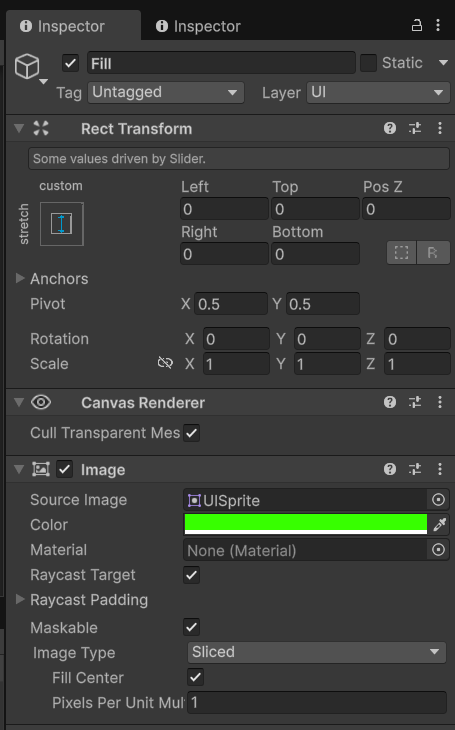 Inspector Inspector
Fill Static
Tag Untagged Layer UI
Rect Transform
Some values driven by Slider.
custom Left Top Pos Z
stretch 0 0 0
Right Bottom
0 0 R
Anchors
Pivot X 0.5 Y 0.5
Rotation X 0 Y 0 Z 0
Scale X 1 Y 1 Z 1
Canvas Renderer
Cull Transparent Mes
Image
Source Image UISprite
Color
Material None (Material)
Raycast Target
Raycast Padding
Maskable
Image Type Sliced
Fill Center
Pixels Per Unit Mul 1